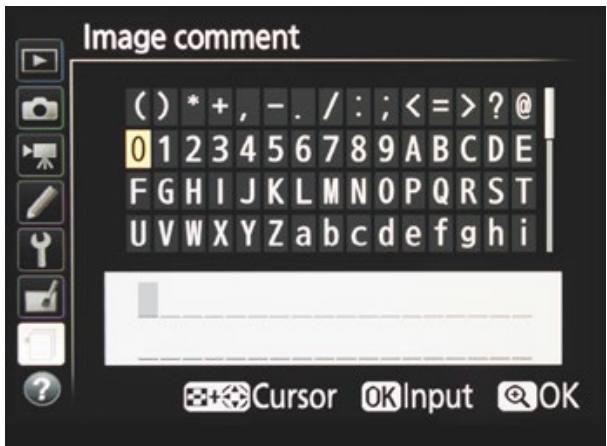 Image comment
( ) * + , - . / : ; < = > ? @
0 1 2 3 4 5 6 7 8 9 A B C D E
F G H I J K L M N O P Q R S T
U V W X Y Z a b c d e f g h i
? Cursor OK Input OK